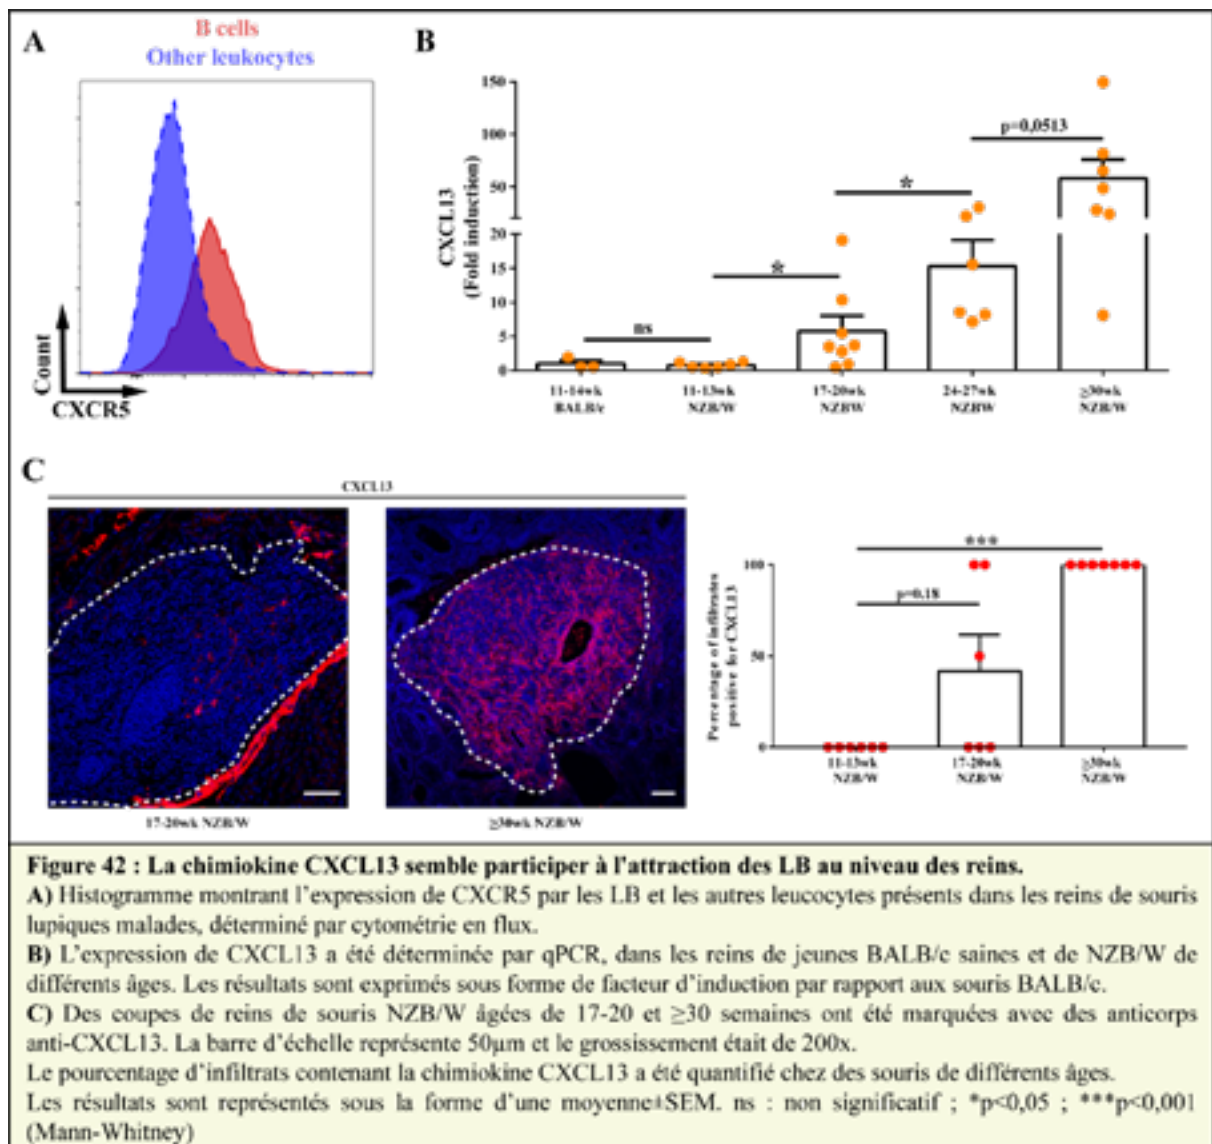 A
B cells
Other leukocytes
Count
CXCR5
B
CXCL13
(Fold induction)
150
100
50
20
15
10
5
0
ns
*
*
p=0,0513
11-14wk
BALB/c
11-13wk
NZB/W
17-20wk
NZBW
24-27wk
NZBW
≥30wk
NZB/W
C
CXCL13
17-20wk NZB/W
≥30wk NZB/W
Percentage of infiltrates
positive for CXCL13
100
50
0
***
p=0.18
11-13wk
NZB/W
17-20wk
NZB/W
≥30wk
NZB/W
Figure 42 : La chimiokine CXCL13 semble participer à l'attraction des LB au niveau des reins.
A) Histogramme montrant l'expression de CXCR5 par les LB et les autres leucocytes présents dans les reins de souris
lupiques malades, déterminé par cytométrie en flux.
B) L'expression de CXCL13 a été déterminée par qPCR, dans les reins de jeunes BALB/c saines et de NZB/W de
différents âges. Les résultats sont exprimés sous forme de facteur d'induction par rapport aux souris BALB/c.
C) Des coupes de reins de souris NZB/W âgées de 17-20 et ≥30 semaines ont été marquées avec des anticorps
anti-CXCL13. La barre d'échelle représente 50µm et le grossissement était de 200x.
Le pourcentage d'infiltrats contenant la chimiokine CXCL13 a été quantifié chez des souris de différents âges.
Les résultats sont représentés sous la forme d'une moyenne±SEM. ns : non significatif ; *p<0,05 ; ***p<0,001
(Mann-Whitney)